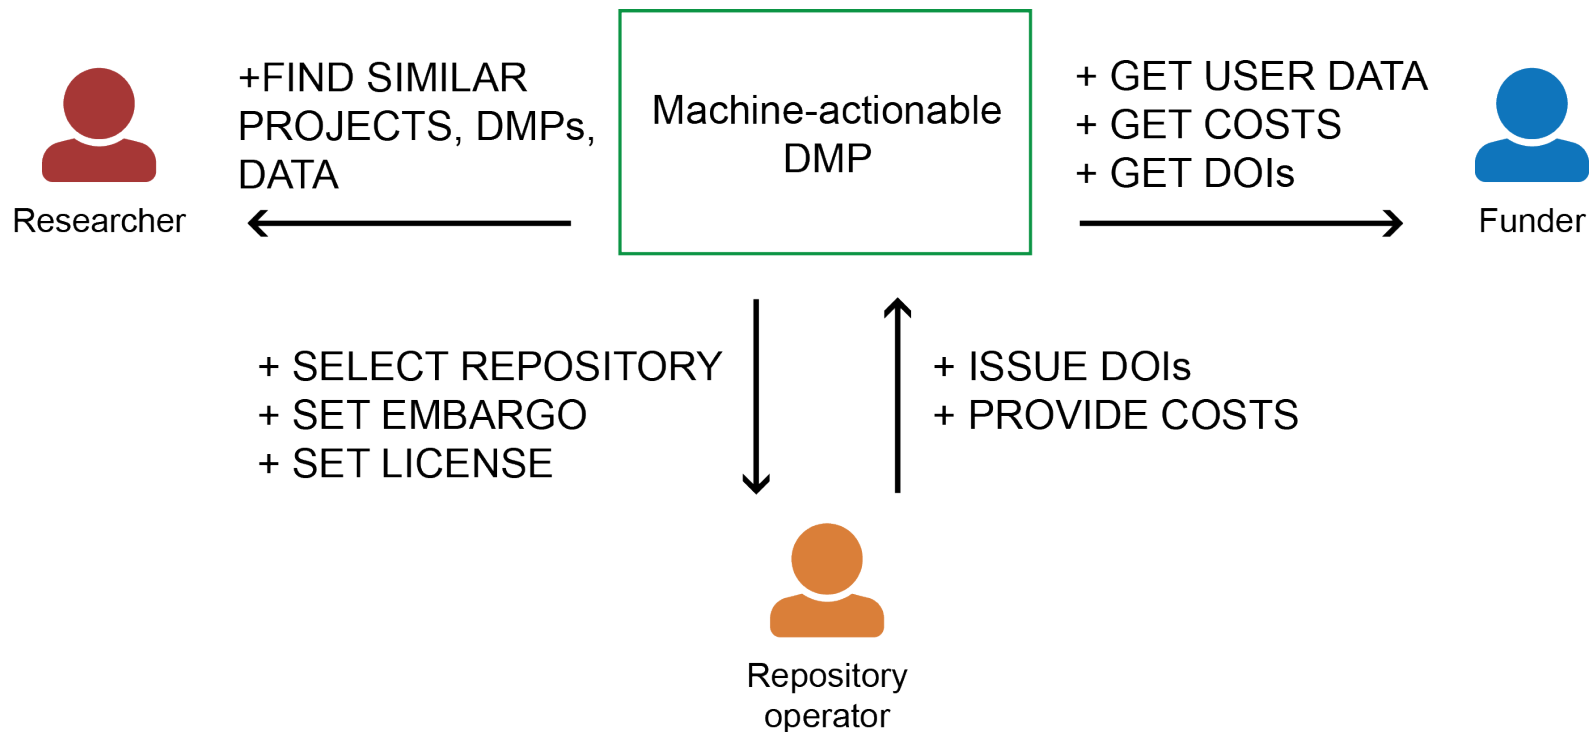 +FIND SIMILAR
PROJECTS, DMPs,
DATA
Researcher
Machine-actionable
DMP
+ GET USER DATA
+ GET COSTS
+ GET DOIs
Funder
+ SELECT REPOSITORY
+ SET EMBARGO
+ SET LICENSE
+ ISSUE DOIs
+ PROVIDE COSTS
Repository
operator